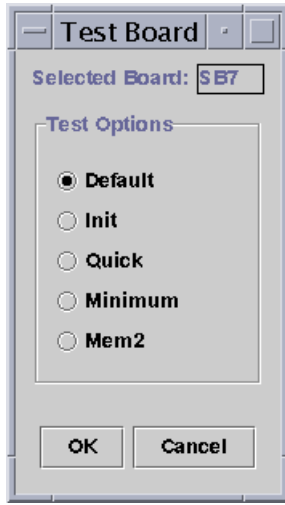 Test Board
Selected Board: SB7
Test Options
Default
Init
Quick
Minimum
Mem2
OK Cancel